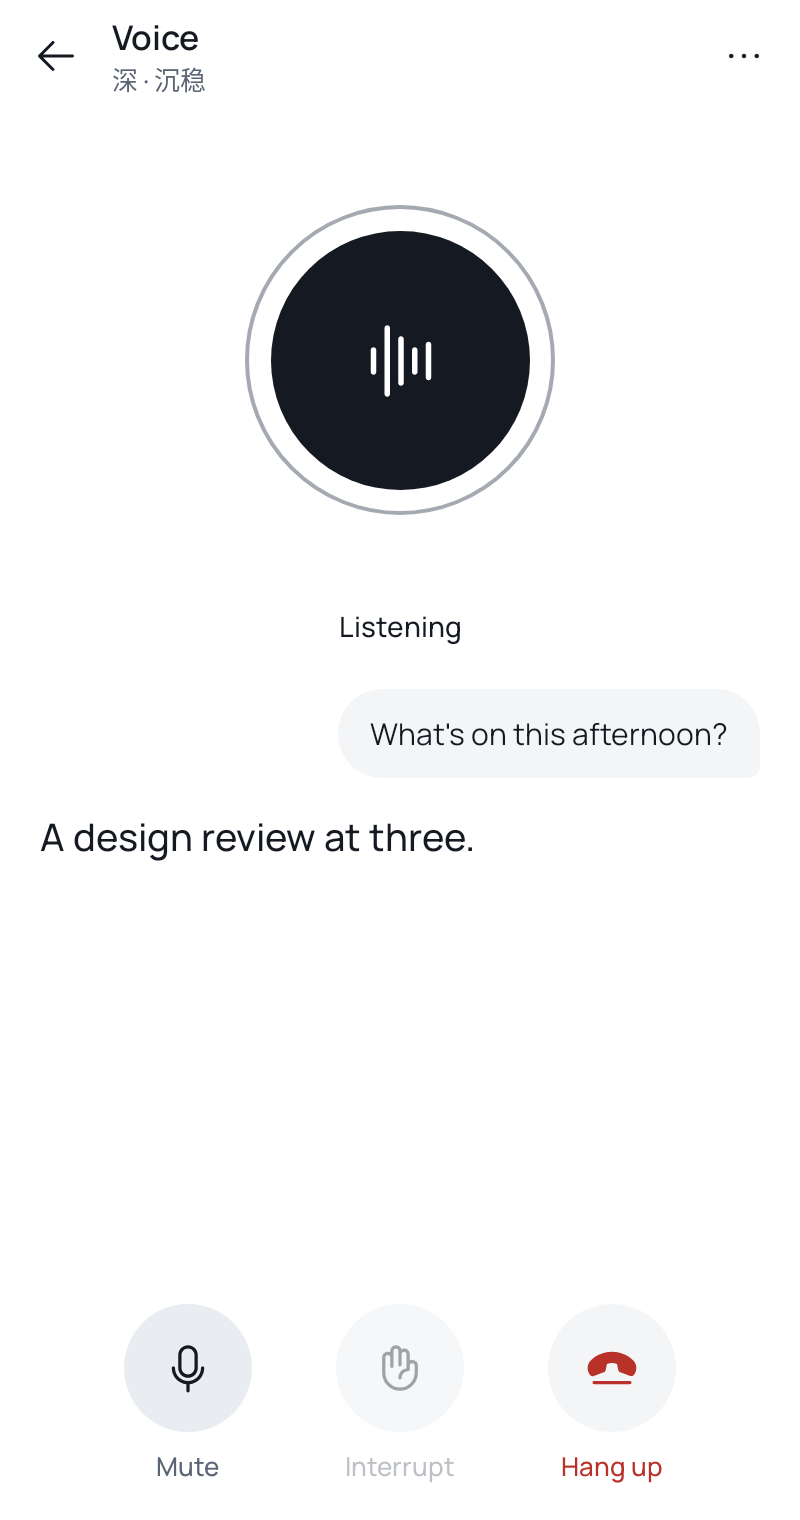 Voice
深 · 沉稳
Listening
What's on this afternoon?
A design review at three.
Mute
Interrupt
Hang up